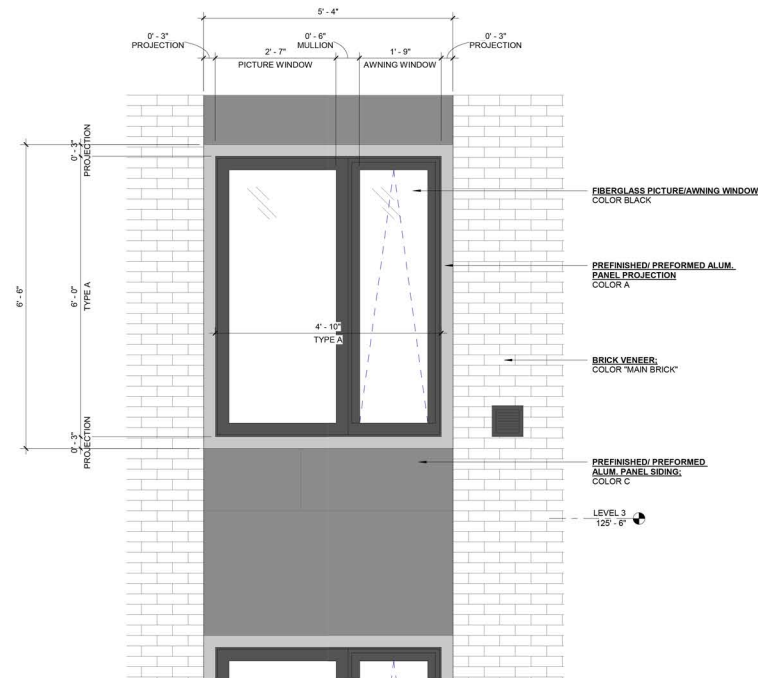 5' - 4"
0' - 3"
PROJECTION
2' - 7"
PICTURE WINDOW
0' - 6"
MULLION
1' - 9"
AWNING WINDOW
0' - 3"
PROJECTION
0' - 3"
PROJECTION
6' - 6"
6' - 0"
TYPE A
0' - 3"
PROJECTION
4' - 10"
TYPE A
FIBERGLASS PICTURE/AWNING WINDOW
COLOR BLACK
PREFINISHED/ PREFORMED ALUM.
PANEL PROJECTION
COLOR A
BRICK VENEER;
COLOR "MAIN BRICK"
PREFINISHED/ PREFORMED
ALUM. PANEL SIDING;
COLOR C
LEVEL 3
125' - 6"